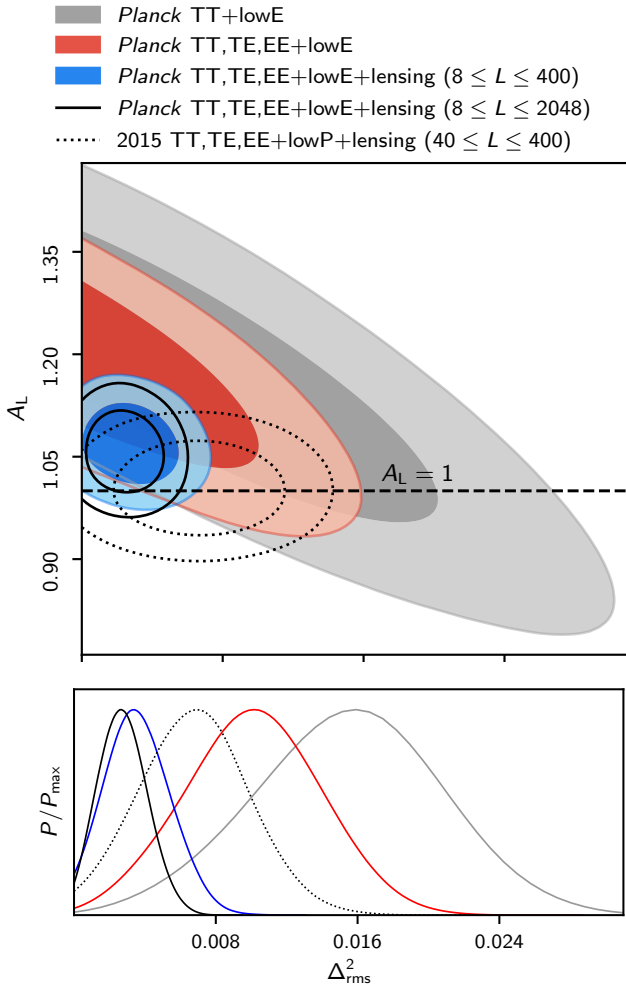 Planck TT+lowE
Planck TT,TE,EE+lowE
Planck TT,TE,EE+lowE+lensing (8 ≤ L ≤ 400)
Planck TT,TE,EE+lowE+lensing (8 ≤ L ≤ 2048)
2015 TT,TE,EE+lowP+lensing (40 ≤ L ≤ 400)
1.35
1.20
1.05
0.90
A_L
A_L = 1
P/P_max
0.008 0.016 0.024
Δ²_rms